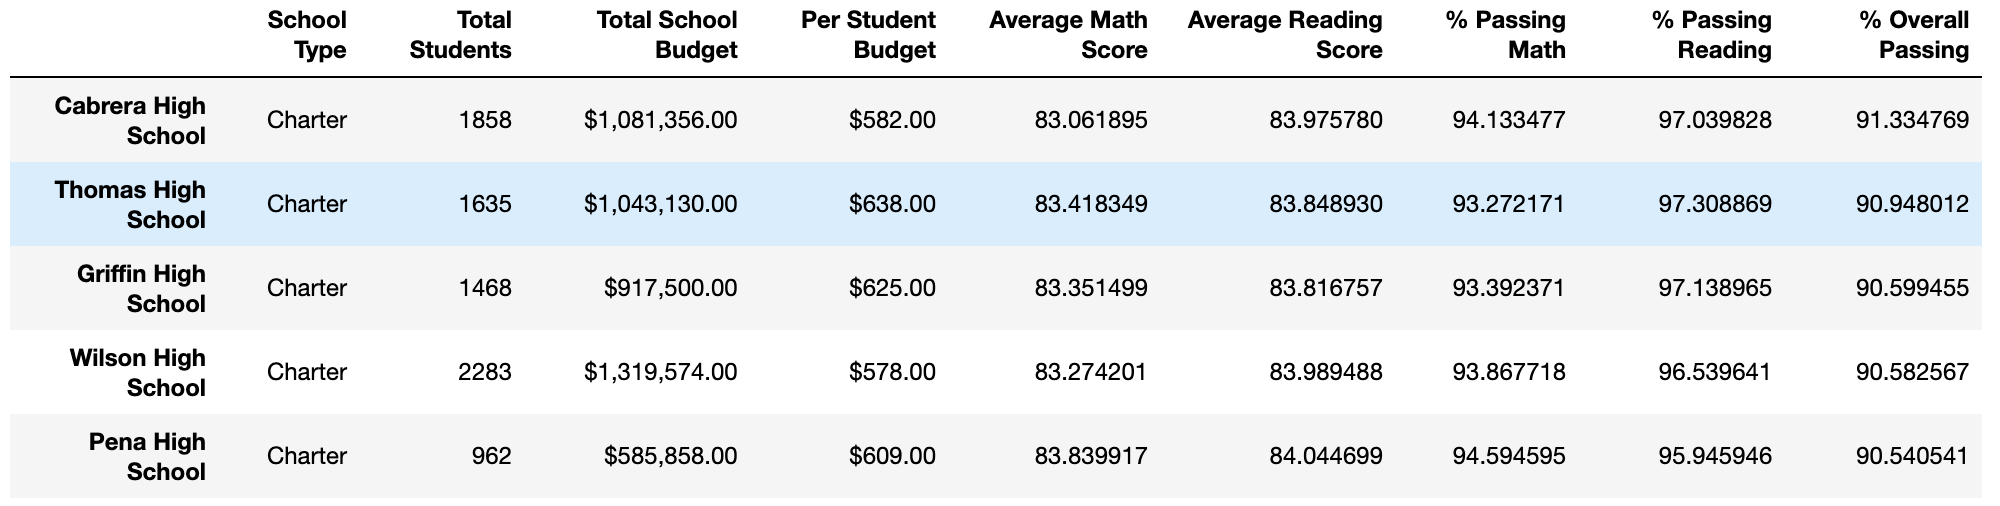 School Total Total School Per Student Average Math Average Reading % Passing % Passing % Overall
Type Students Budget Budget Score Score Math Reading Passing
Cabrera High
School Charter 1858 $1,081,356.00 $582.00 83.061895 83.975780 94.133477 97.039828 91.334769
Thomas High
School Charter 1635 $1,043,130.00 $638.00 83.418349 83.848930 93.272171 97.308869 90.948012
Griffin High
School Charter 1468 $917,500.00 $625.00 83.351499 83.816757 93.392371 97.138965 90.599455
Wilson High
School Charter 2283 $1,319,574.00 $578.00 83.274201 83.989488 93.867718 96.539641 90.582567
Pena High
School Charter 962 $585,858.00 $609.00 83.839917 84.044699 94.594595 95.945946 90.540541